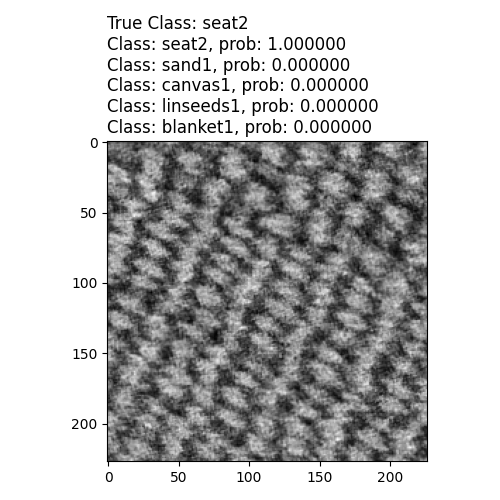 True Class: seat2
Class: seat2, prob: 1.000000
Class: sand1, prob: 0.000000
Class: canvas1, prob: 0.000000
Class: linseeds1, prob: 0.000000
Class: blanket1, prob: 0.000000
0
50
100
150
200
0 50 100 150 200